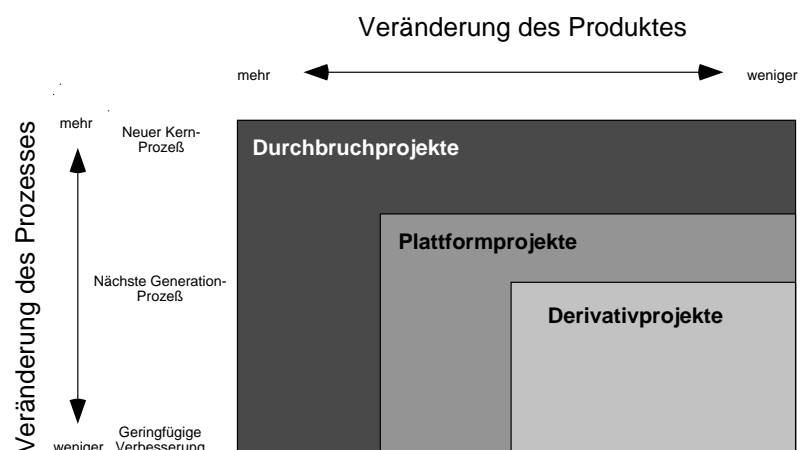 Veränderung des Produktes
mehr
weniger
Veränderung des Prozesses
mehr
Neuer Kern-
Prozeß
Durchbruchprojekte
Plattformprojekte
Nächste Generation-
Prozeß
Derivativprojekte
Geringfügige
weniger
Verbesserung